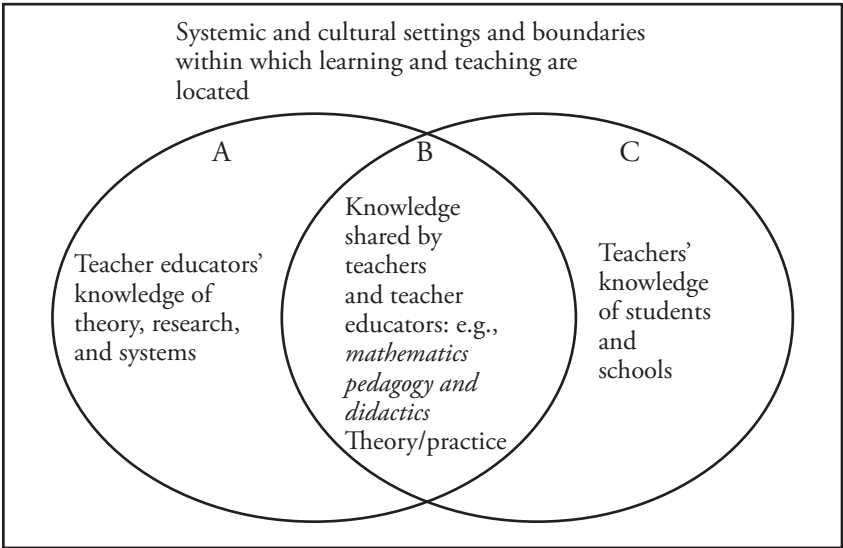 Systemic and cultural settings and boundaries
within which learning and teaching are
located
A
B
C
Teacher educators’
knowledge of
theory, research,
and systems
Knowledge
shared by
teachers
and teacher
educators: e.g.,
mathematics
pedagogy and
didactics
Theory/practice
Teachers’
knowledge
of students
and
schools